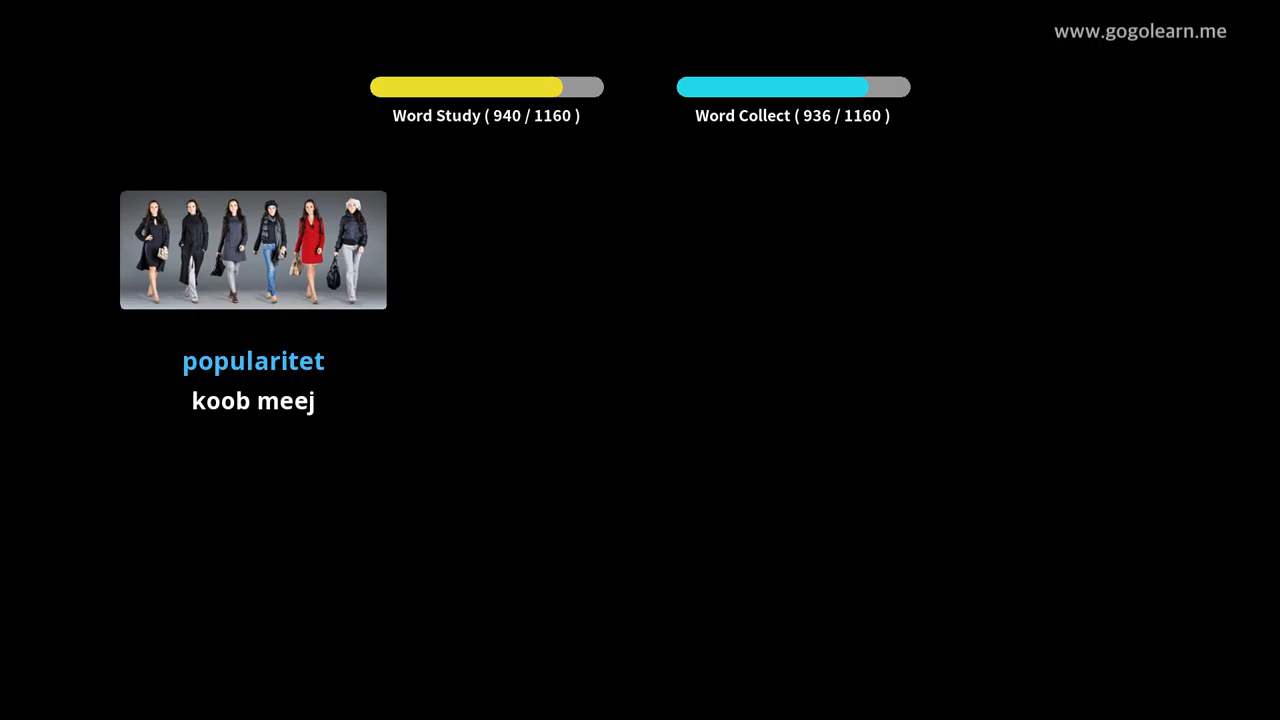 www.gogolearn.me
Word Study ( 940 / 1160 )
Word Collect ( 936 / 1160 )
popularitet
koob meej